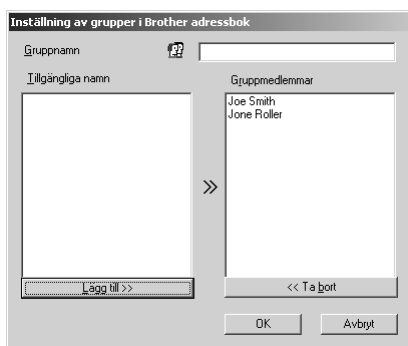 Inställning av grupper i Brother adressbok
Gruppnamn
Tillgängliga namn
Gruppmedlemmar
Joe Smith
Jone Roller
>>
Lägg till >>
<< Ta bort
OK
Avbryt